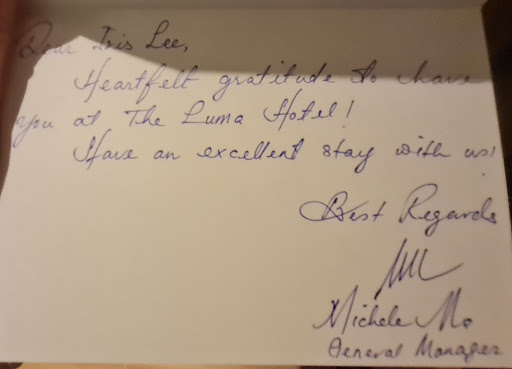 Dear Iris Lee,
Heartfelt gratitude to have
you at The Luma Hotel!
Have an excellent stay with us!
Best Regards
Michele Mo
General Manager